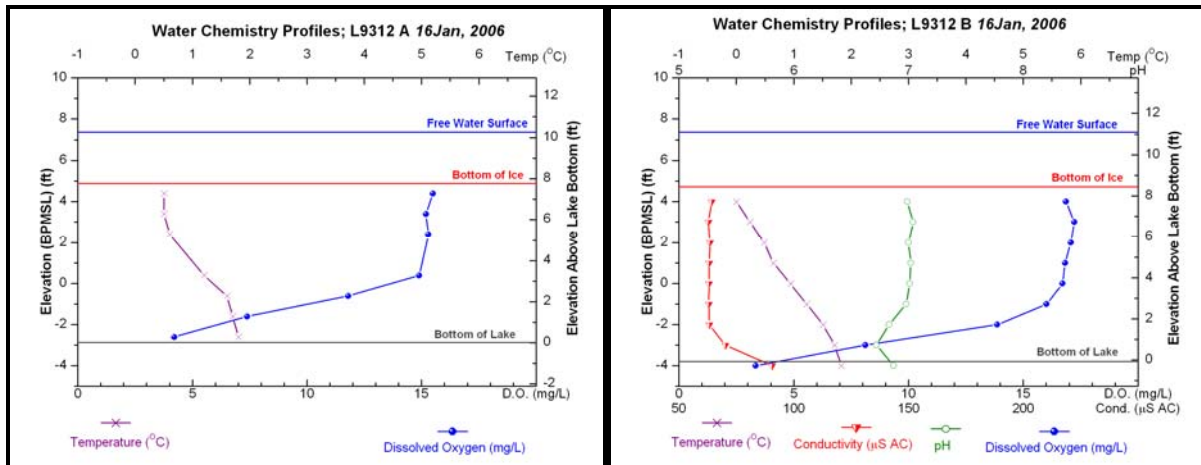 Water Chemistry Profiles; L9312 A 16Jan, 2006
-1 0 1 2 3 4 5 Temp (°C)
10
8
6
4
2
0
-2
-4
Elevation (BPMSL) (ft)
12
10
8
6
4
2
0
-2
Elevation Above Lake Bottom (ft)
Free Water Surface
Bottom of Ice
Bottom of Lake
0 5 10 15 D.O. (mg/L)
Temperature (°C) Dissolved Oxygen (mg/L)
Water Chemistry Profiles; L9312 B 16Jan, 2006
-1 0 1 2 3 4 5 6 Temp (°C)
5 6 7 8 pH
10
8
6
4
2
0
-2
-4
Elevation (BPMSL) (ft)
12
10
8
6
4
2
0
Elevation Above Lake Bottom (ft)
Free Water Surface
Bottom of Ice
Bottom of Lake
0 5 10 15 D.O. (mg/L)
50 100 150 200 Cond. (µS AC)
Temperature (°C) Conductivity (µS AC) pH Dissolved Oxygen (mg/L)